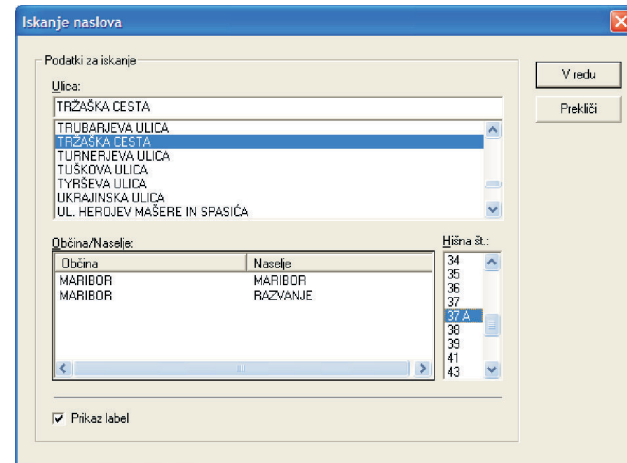 Iskanje naslova
Podatki za iskanje
Ulica:
TRŽAŠKA CESTA
TRUBARJEVA ULICA
TRŽAŠKA CESTA
TURNERJEVA ULICA
TUŠKOVA ULICA
TYRŠEVA ULICA
UKRAJINSKA ULICA
UL. HEROJEV MAŠERE IN SPASIĆA
V redu
Prekliči
Občina/Naselje:
Občina Naselje
MARIBOR MARIBOR
MARIBOR RAZVANJE
Hišna št.:
34
35
36
37
37 A
38
39
41
43
Prikaz label